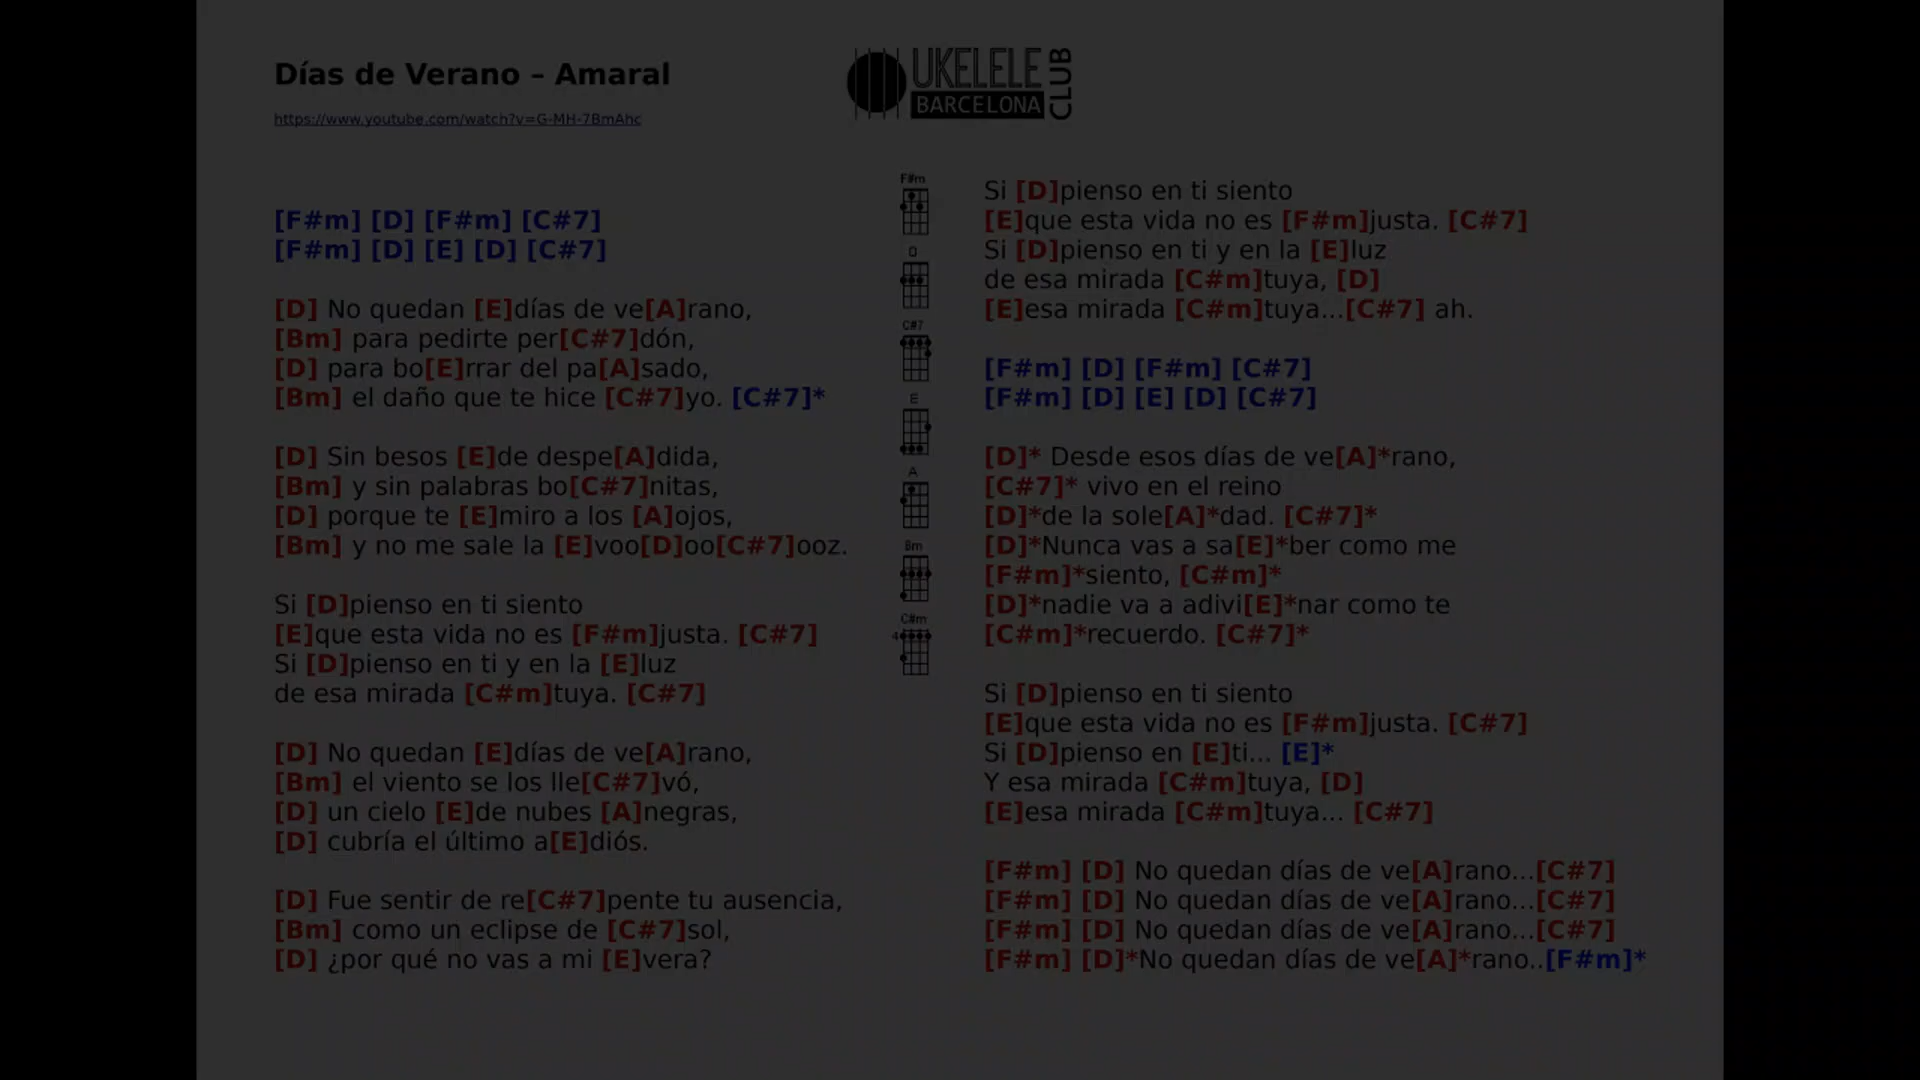 Días de Verano – Amaral
https://www.youtube.com/watch?v=G-MH-7BmAhc
UKELELE
BARCELONA
CLUB
[F#m] [D] [F#m] [C#7]
[F#m] [D] [E] [D] [C#7]
[D] No quedan [E]días de ve[A]rano,
[Bm] para pedirte per[C#7]dón,
[D] para bo[E]rrar del pa[A]sado,
[Bm] el daño que te hice [C#7]yo. [C#7]*
[D] Sin besos [E]de despe[A]dida,
[Bm] y sin palabras bo[C#7]nitas,
[D] porque te [E]miro a los [A]ojos,
[Bm] y no me sale la [E]voo[D]oo[C#7]ooz.
Si [D]pienso en ti siento
[E]que esta vida no es [F#m]justa. [C#7]
Si [D]pienso en ti y en la [E]luz
de esa mirada [C#m]tuya. [C#7]
[D] No quedan [E]días de ve[A]rano,
[Bm] el viento se los lle[C#7]vó,
[D] un cielo [E]de nubes [A]negras,
[D] cubría el último a[E]diós.
[D] Fue sentir de re[C#7]pente tu ausencia,
[Bm] como un eclipse de [C#7]sol,
[D] ¿por qué no vas a mi [E]vera?
F#m
D
C#7
E
A
Bm
C#m
4
Si [D]pienso en ti siento
[E]que esta vida no es [F#m]justa. [C#7]
Si [D]pienso en ti y en la [E]luz
de esa mirada [C#m]tuya, [D]
[E]esa mirada [C#m]tuya...[C#7] ah.
[F#m] [D] [F#m] [C#7]
[F#m] [D] [E] [D] [C#7]
[D]* Desde esos días de ve[A]*rano,
[C#7]* vivo en el reino
[D]*de la sole[A]*dad. [C#7]*
[D]*Nunca vas a sa[E]*ber como me
[F#m]*siento, [C#m]*
[D]*nadie va a adivi[E]*nar como te
[C#m]*recuerdo. [C#7]*
Si [D]pienso en ti siento
[E]que esta vida no es [F#m]justa. [C#7]
Si [D]pienso en [E]ti... [E]*
Y esa mirada [C#m]tuya, [D]
[E]esa mirada [C#m]tuya... [C#7]
[F#m] [D] No quedan días de ve[A]rano...[C#7]
[F#m] [D] No quedan días de ve[A]rano...[C#7]
[F#m] [D] No quedan días de ve[A]rano...[C#7]
[F#m] [D]*No quedan días de ve[A]*rano..[F#m]*